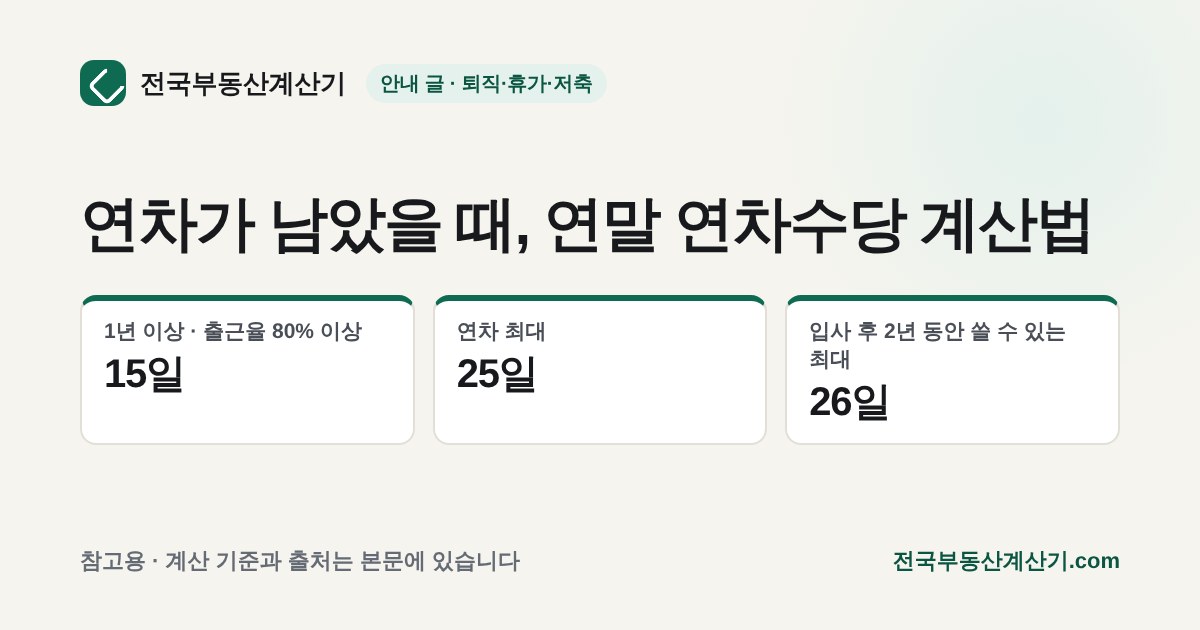 전국부동산계산기
안내 글 · 퇴직·휴가·저축
연차가 남았을 때, 연말 연차수당 계산법
1년 이상 · 출근율 80% 이상
15일
연차 최대
25일
입사 후 2년 동안 쓸 수 있는
최대
26일
참고용 · 계산 기준과 출처는 본문에 있습니다
전국부동산계산기.com